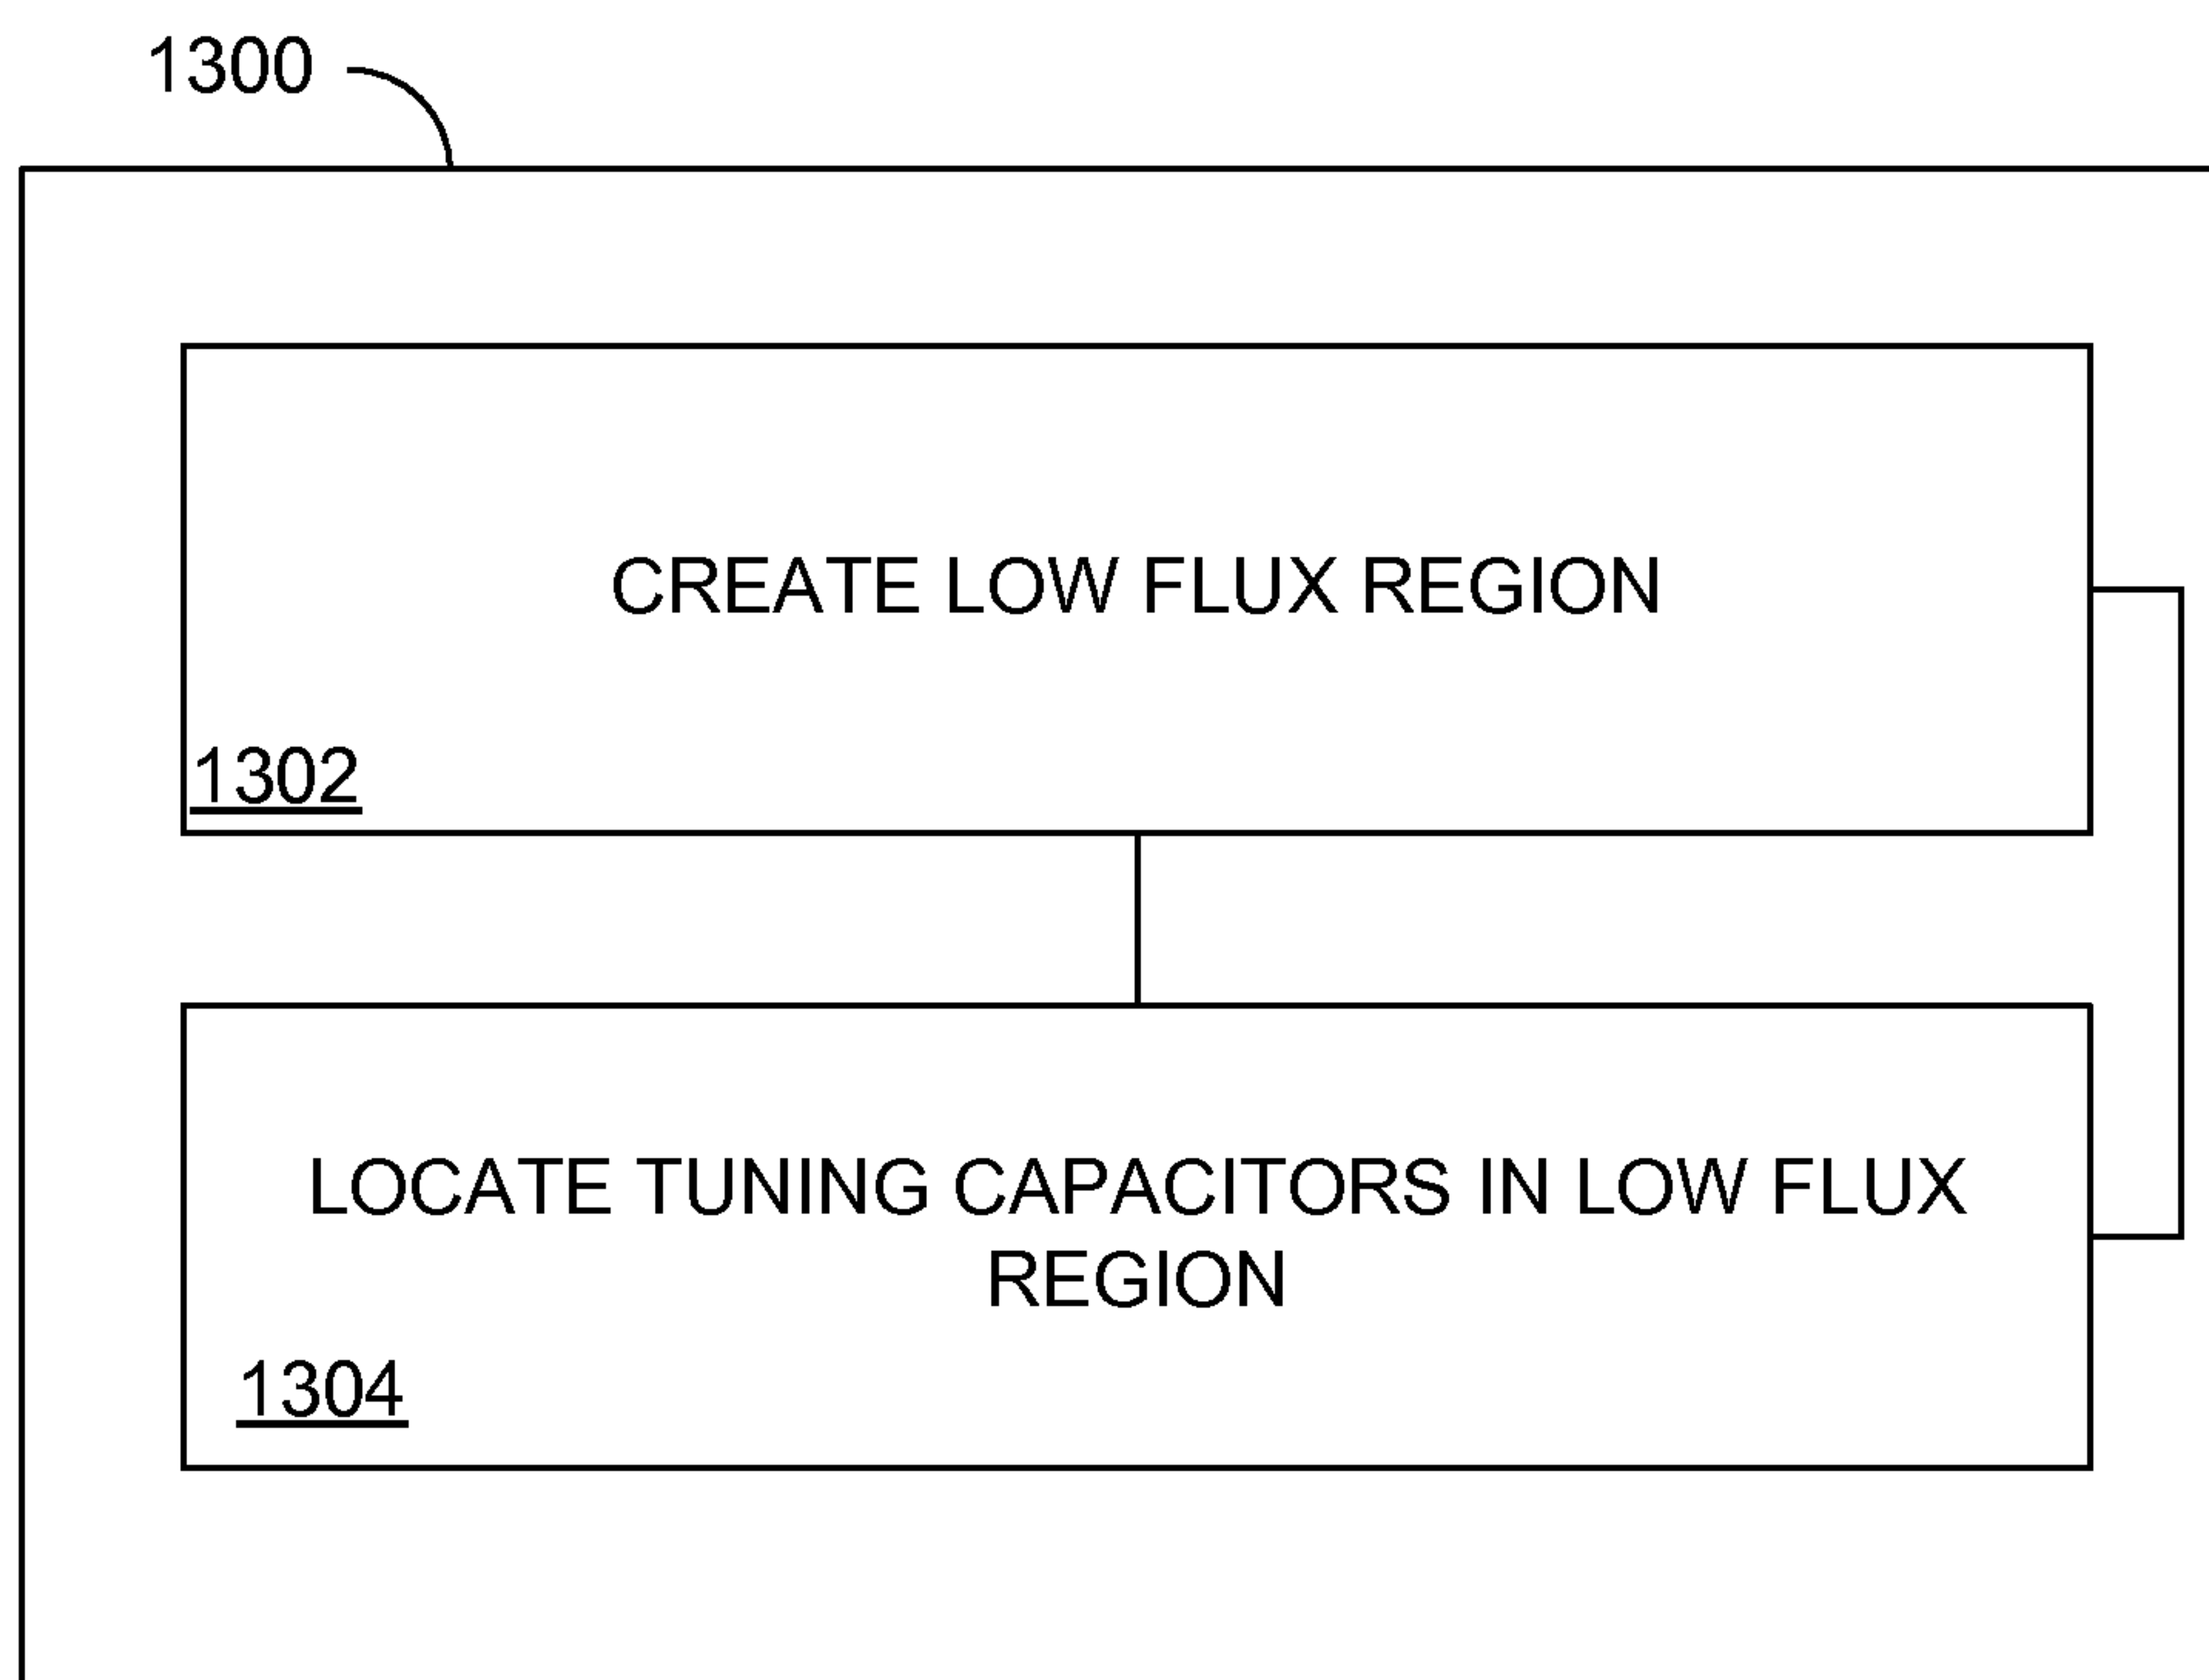 1300
CREATE LOW FLUX REGION
1302
LOCATE TUNING CAPACITORS IN LOW FLUX
REGION
1304